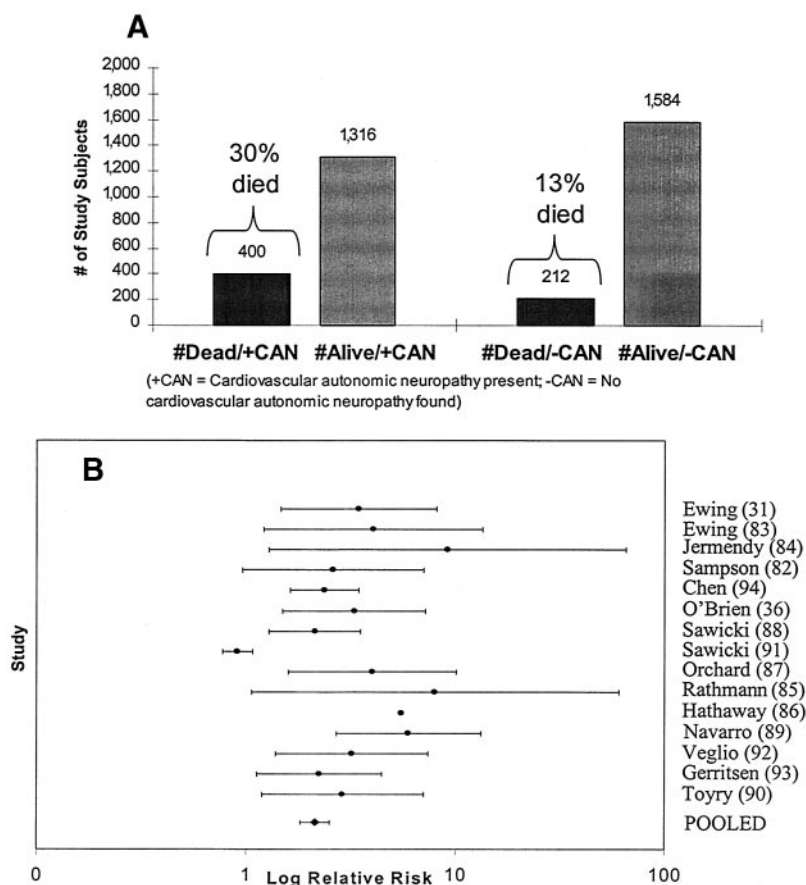 A
# of Study Subjects
2,000
1,800
1,600
1,400
1,200
1,000
800
600
400
200
0
30%
died
400
1,316
13%
died
212
1,584
#Dead/+CAN #Alive/+CAN #Dead/-CAN #Alive/-CAN
(+CAN = Cardiovascular autonomic neuropathy present; -CAN = No
cardiovascular autonomic neuropathy found)
B
Study
Ewing (31)
Ewing (83)
Jermendy (84)
Sampson (82)
Chen (94)
O'Brien (36)
Sawicki (88)
Sawicki (91)
Orchard (87)
Rathmann (85)
Hathaway (86)
Navarro (89)
Veglio (92)
Gerritsen (93)
Toyry (90)
POOLED
0 1 10 100
Log Relative Risk